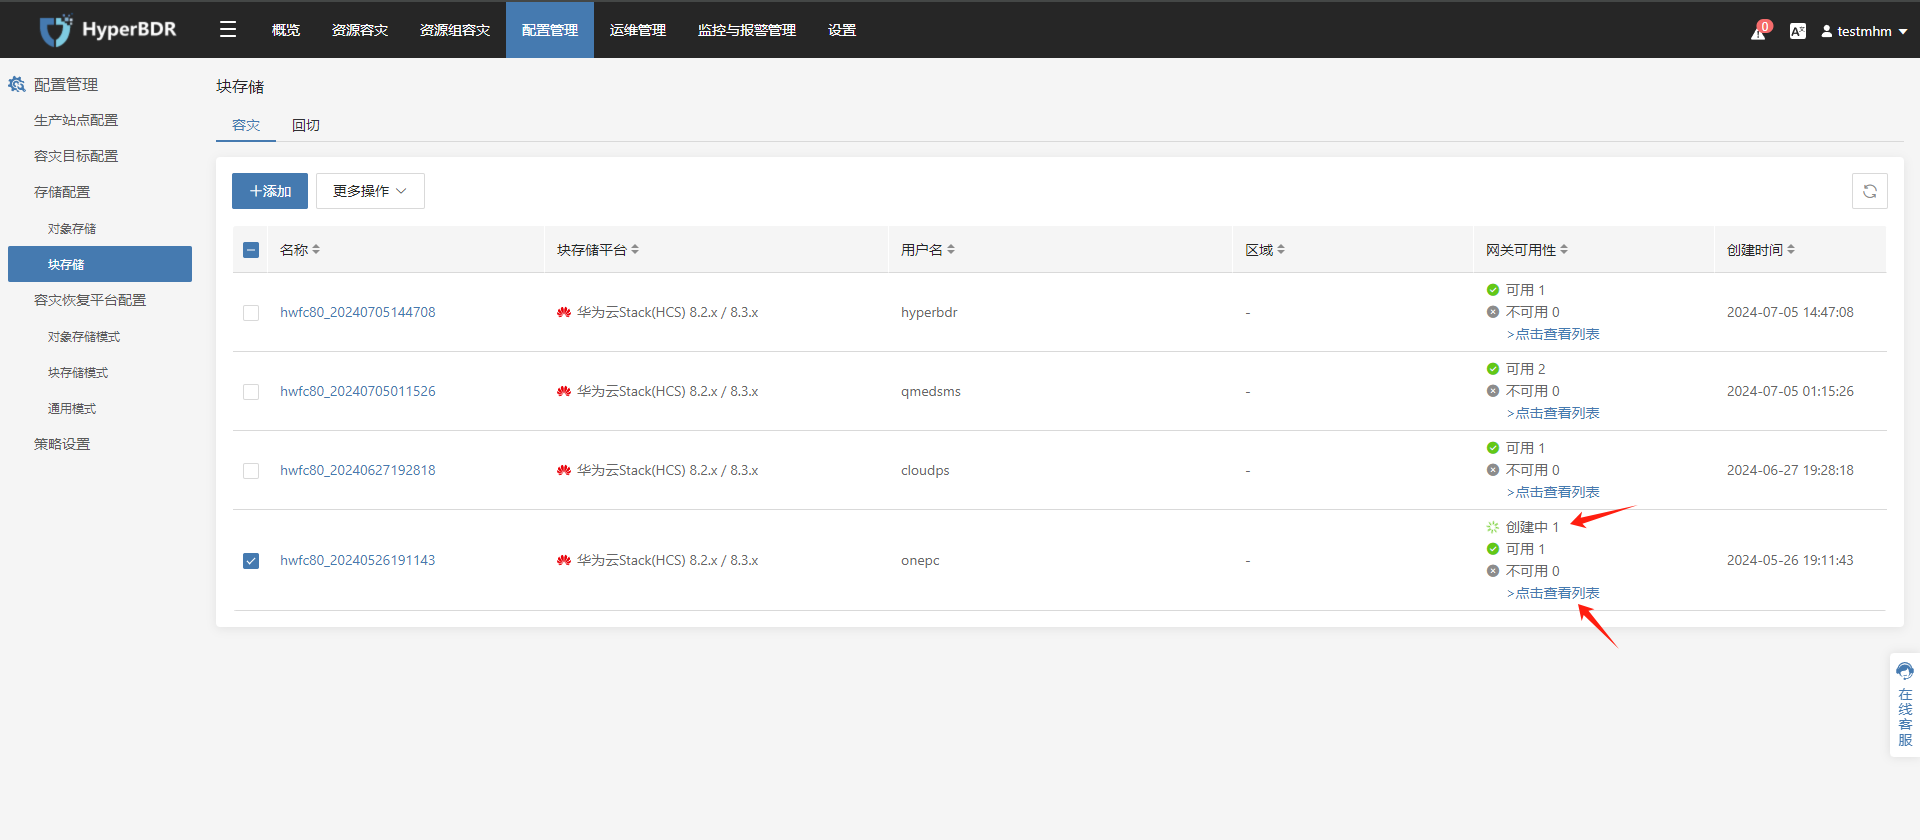 HyperBDR
概览
资源容灾
资源组容灾
配置管理
运维管理
监控与报警管理
设置
0
testmhm
配置管理
生产站点配置
容灾目标配置
存储配置
对象存储
块存储
容灾恢复平台配置
对象存储模式
块存储模式
通用模式
策略设置
块存储
容灾
回切
添加
更多操作
名称
块存储平台
用户名
区域
网关可用性
创建时间
hwfc80_20240705144708
华为云Stack(HCS) 8.2.x / 8.3.x
hyperbdr
-
可用 1
不可用 0
>点击查看列表
2024-07-05 14:47:08
hwfc80_20240705011526
华为云Stack(HCS) 8.2.x / 8.3.x
qmedsms
-
可用 2
不可用 0
>点击查看列表
2024-07-05 01:15:26
hwfc80_20240627192818
华为云Stack(HCS) 8.2.x / 8.3.x
cloudps
-
可用 1
不可用 0
>点击查看列表
2024-06-27 19:28:18
hwfc80_20240526191143
华为云Stack(HCS) 8.2.x / 8.3.x
onepc
-
创建中 1
可用 1
不可用 0
>点击查看列表
2024-05-26 19:11:43
在线客服